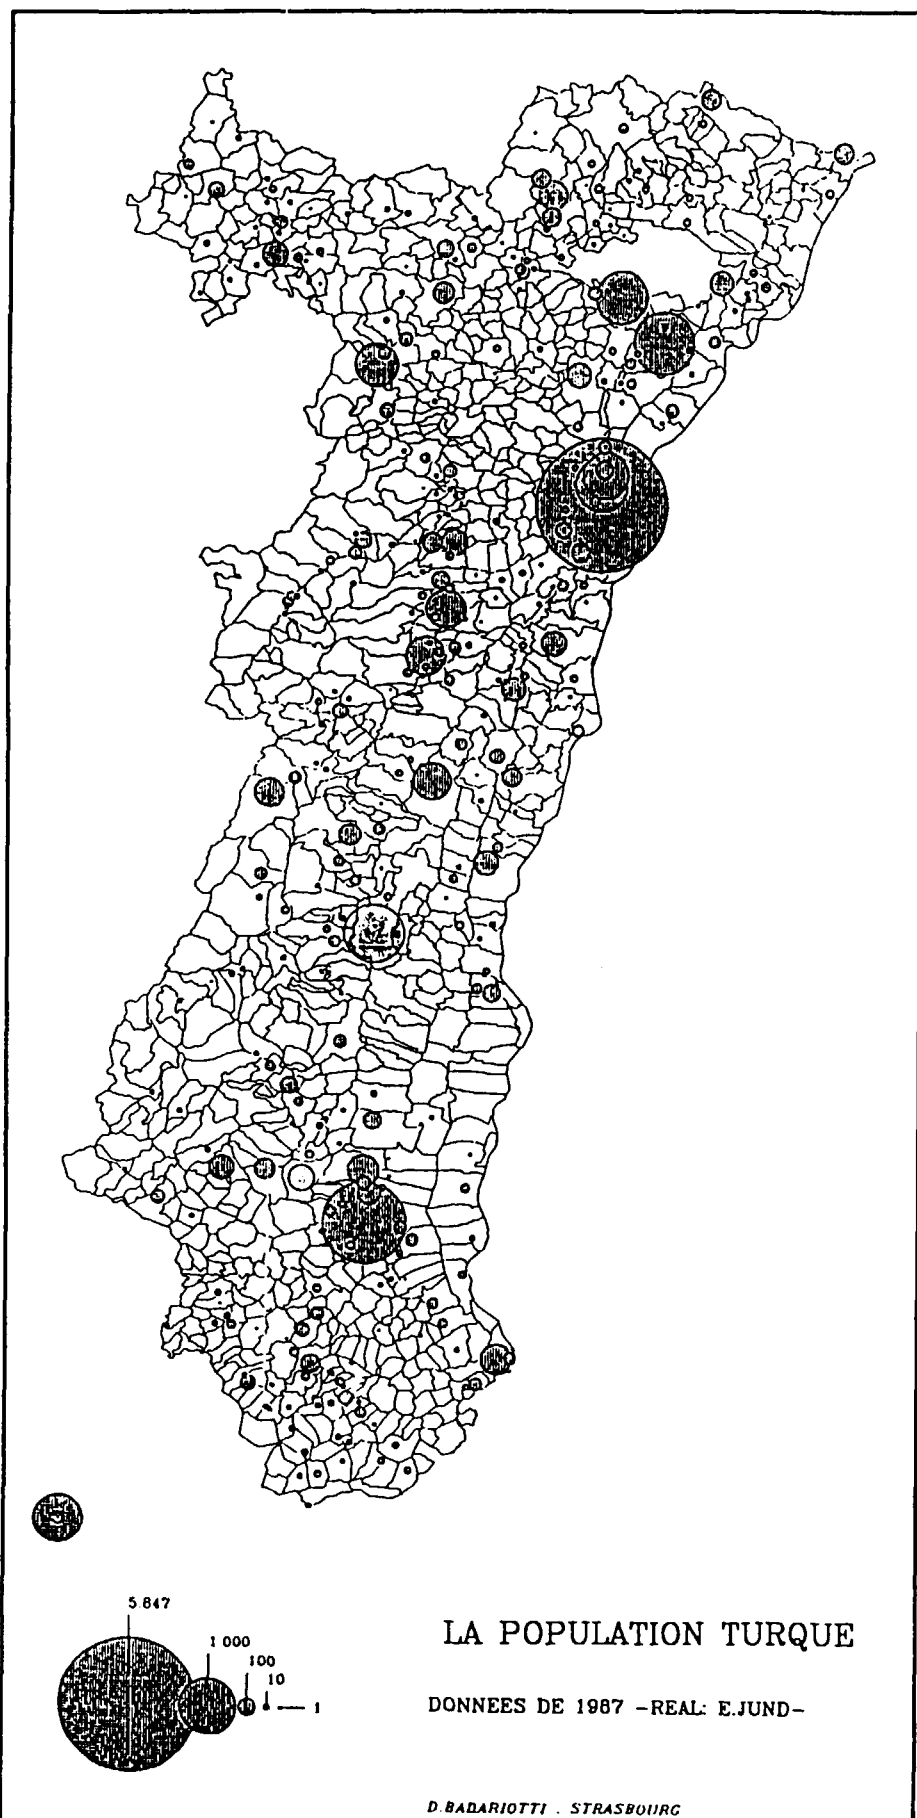 5.847
1 000
100
10
1
LA POPULATION TURQUE
DONNEES DE 1987 -REAL: E.JUND-
D.BADARIOTTI . STRASBOURG